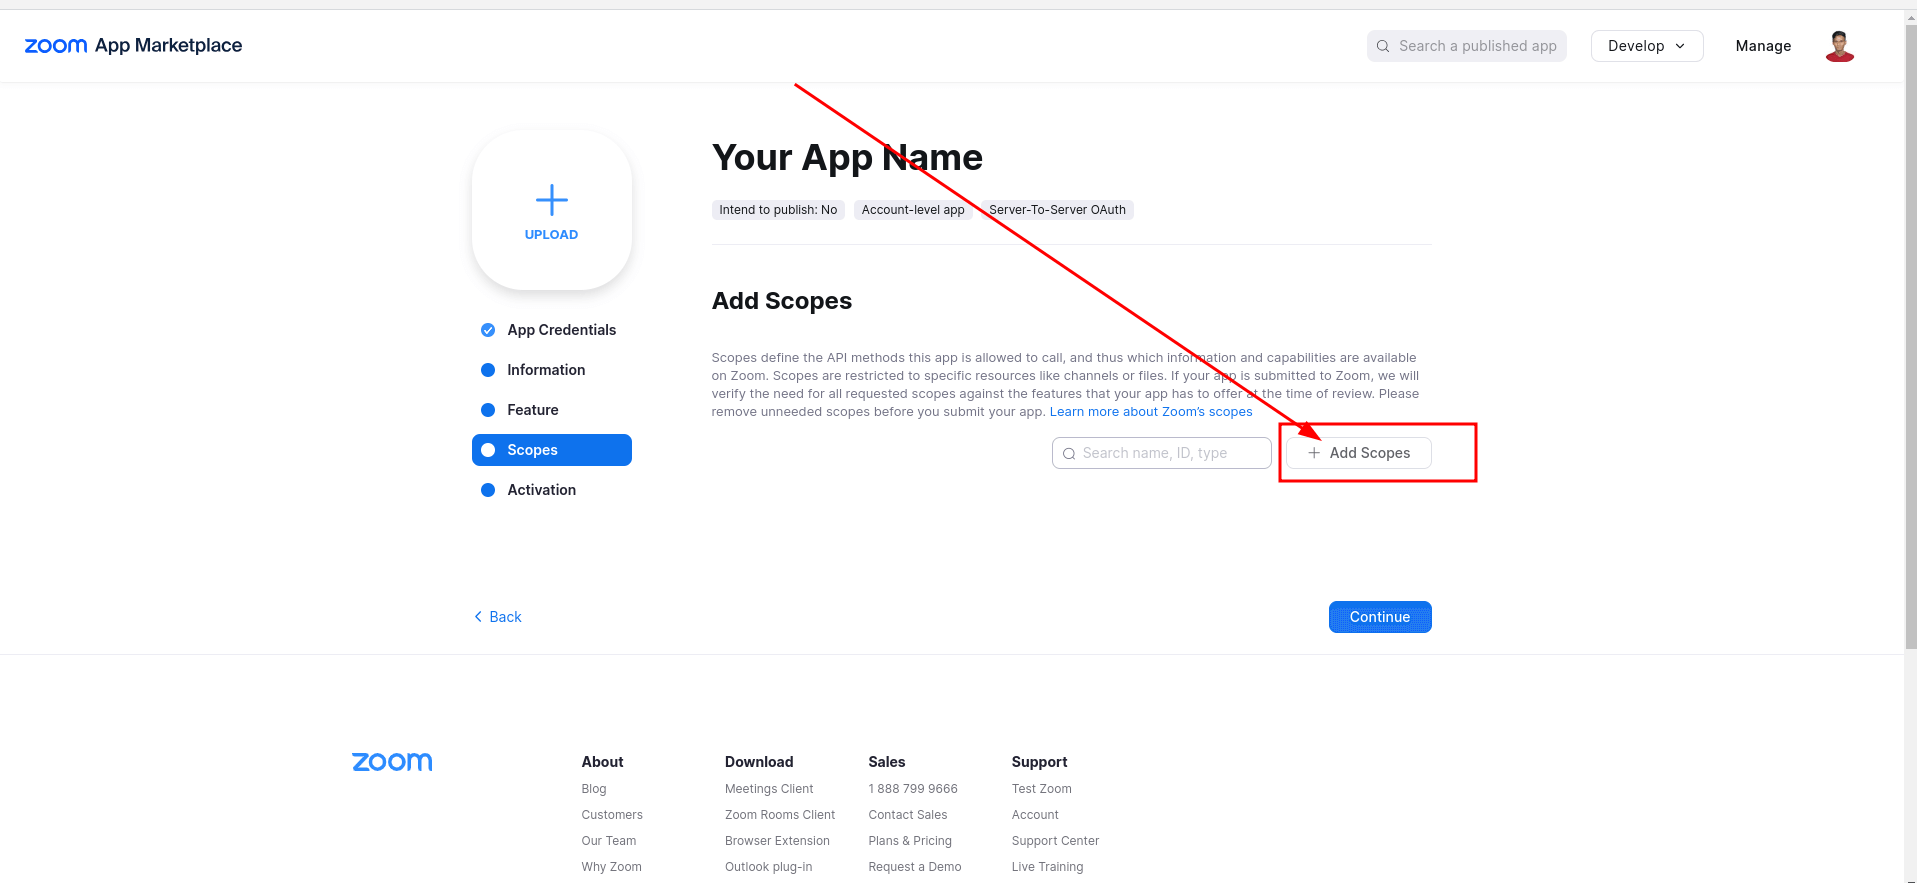 zoom App Marketplace
Search a published app
Develop
Manage
UPLOAD
Your App Name
Intend to publish: No
Account-level app
Server-To-Server OAuth
App Credentials
Information
Feature
Scopes
Activation
Add Scopes
Scopes define the API methods this app is allowed to call, and thus which information and capabilities are available
on Zoom. Scopes are restricted to specific resources like channels or files. If your app is submitted to Zoom, we will
verify the need for all requested scopes against the features that your app has to offer at the time of review. Please
remove unneeded scopes before you submit your app. Learn more about Zoom's scopes
Search name, ID, type
Add Scopes
Back
Continue
zoom
About
Blog
Customers
Our Team
Why Zoom
Download
Meetings Client
Zoom Rooms Client
Browser Extension
Outlook plug-in
Sales
1 888 799 9666
Contact Sales
Plans & Pricing
Request a Demo
Support
Test Zoom
Account
Support Center
Live Training